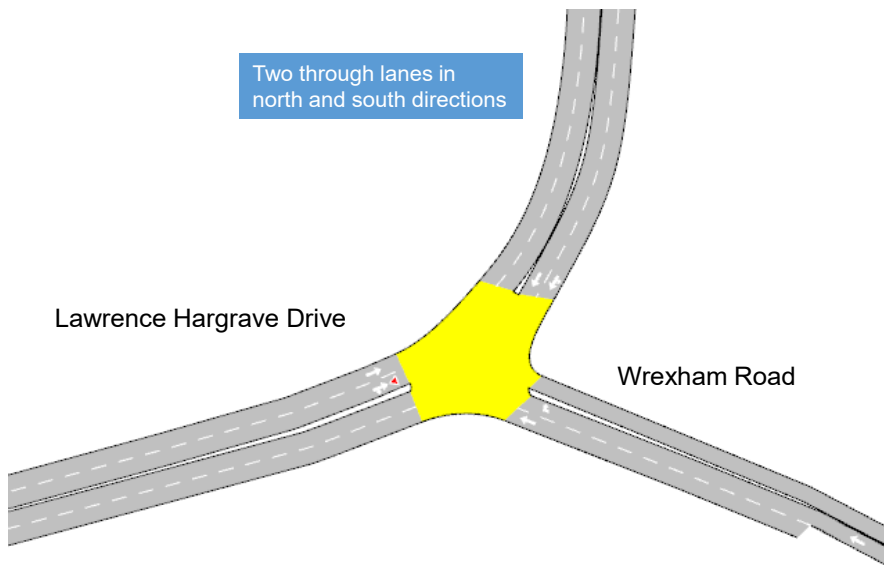 Two through lanes in
north and south directions
Lawrence Hargrave Drive
Wrexham Road